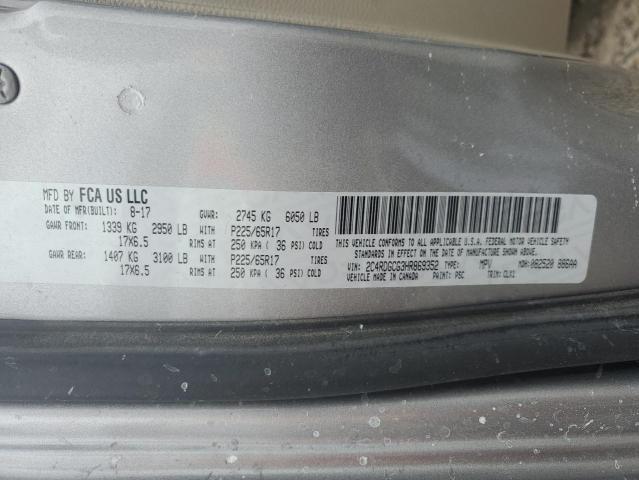 MFD BY FCA US LLC
DATE OF MFR(BUILT): 8-17 GVWR: 2745 KG 6050 LB
GAWR FRONT: 1339 KG 2950 LB WITH P225/65R17 TIRES
17X6.5 RIMS AT 250 KPA ( 36 PSI) COLD
GAWR REAR: 1407 KG 3100 LB WITH P225/65R17 TIRES
17X6.5 RIMS AT 250 KPA ( 36 PSI) COLD
THIS VEHICLE CONFORMS TO ALL APPLICABLE U.S.A. FEDERAL MOTOR VEHICLE SAFETY
STANDARDS IN EFFECT ON THE DATE OF MANUFACTURE SHOWN ABOVE.
VIN: 2C4RDGCG3HR869352 TYPE: MPV MDH: 082520 886AA
VEHICLE MADE IN CANADA PAINT: PSC TRIM: CLX1